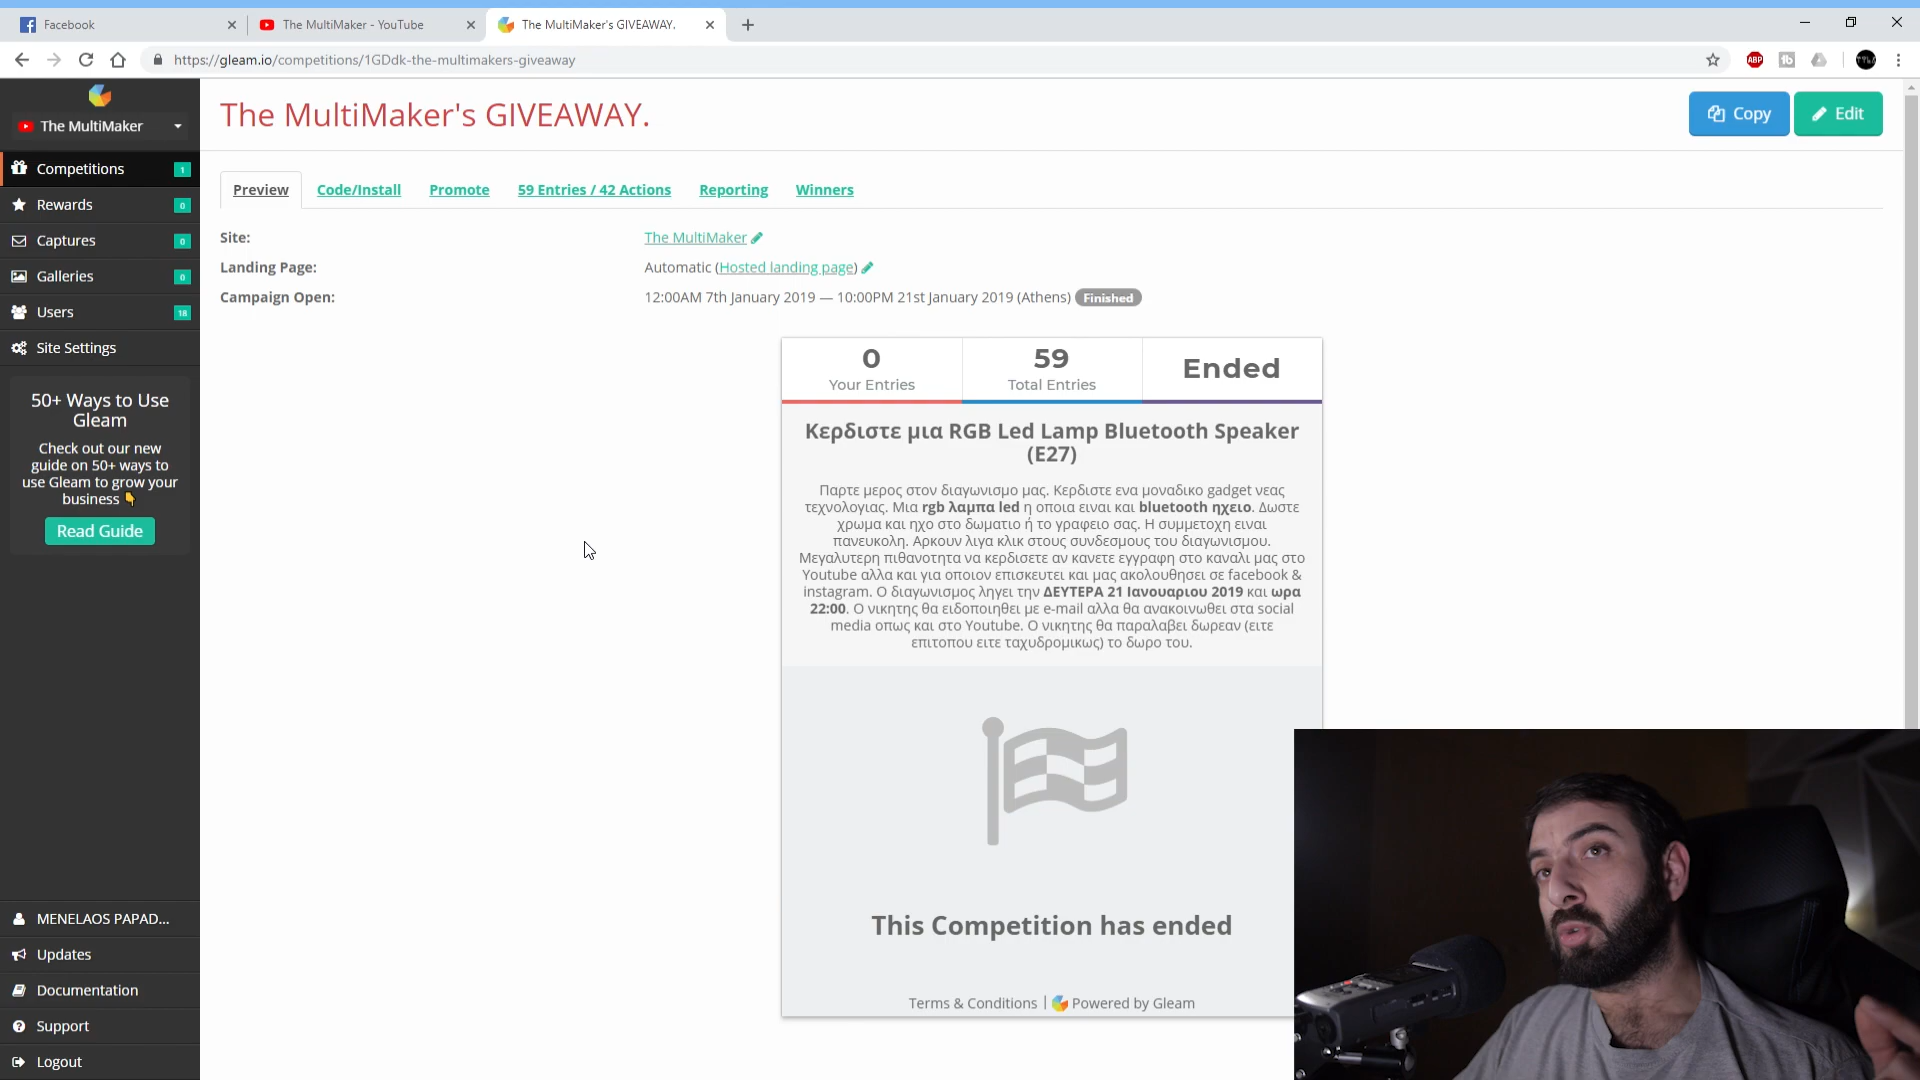 Facebook
The MultiMaker - YouTube
The MultiMaker's GIVEAWAY.
https://gleam.io/competitions/1GDdk-the-multimakers-giveaway
ABP
The MultiMaker
Competitions 1
Rewards 0
Captures 0
Galleries 0
Users 18
Site Settings
50+ Ways to Use
Gleam
Check out our new
guide on 50+ ways to
use Gleam to grow your
business
Read Guide
MENELAOS PAPAD...
Updates
Documentation
Support
Logout
The MultiMaker's GIVEAWAY.
Copy
Edit
Preview
Code/Install
Promote
59 Entries / 42 Actions
Reporting
Winners
Site: The MultiMaker
Landing Page: Automatic (Hosted landing page)
Campaign Open: 12:00AM 7th January 2019 — 10:00PM 21st January 2019 (Athens) Finished
0
Your Entries
59
Total Entries
Ended
Κερδιστε μια RGB Led Lamp Bluetooth Speaker
(E27)
Παρτε μερος στον διαγωνισμο μας. Κερδιστε ενα μοναδικο gadget νεας
τεχνολογιας. Μια rgb λαμπα led η οποια ειναι και bluetooth ηχειο. Δωστε
χρωμα και ηχο στο δωματιο ή το γραφειο σας. Η συμμετοχη ειναι
πανευκολη. Αρκουν λιγα κλικ στους συνδεσμους του διαγωνισμου.
Μεγαλυτερη πιθανοτητα να κερδισετε αν κανετε εγγραφη στο καναλι μας στο
Youtube αλλα και για οποιον επισκευτει και μας ακολουθησει σε facebook &
instagram. Ο διαγωνισμος ληγει την ΔΕΥΤΕΡΑ 21 Ιανουαριου 2019 και ωρα
22:00. Ο νικητης θα ειδοποιηθει με e-mail αλλα θα ανακοινωθει στα social
media οπως και στο Youtube. Ο νικητης θα παραλαβει δωρεαν (ειτε
επιτοπου ειτε ταχυδρομικως) το δωρο του.
This Competition has ended
Terms & Conditions | Powered by Gleam